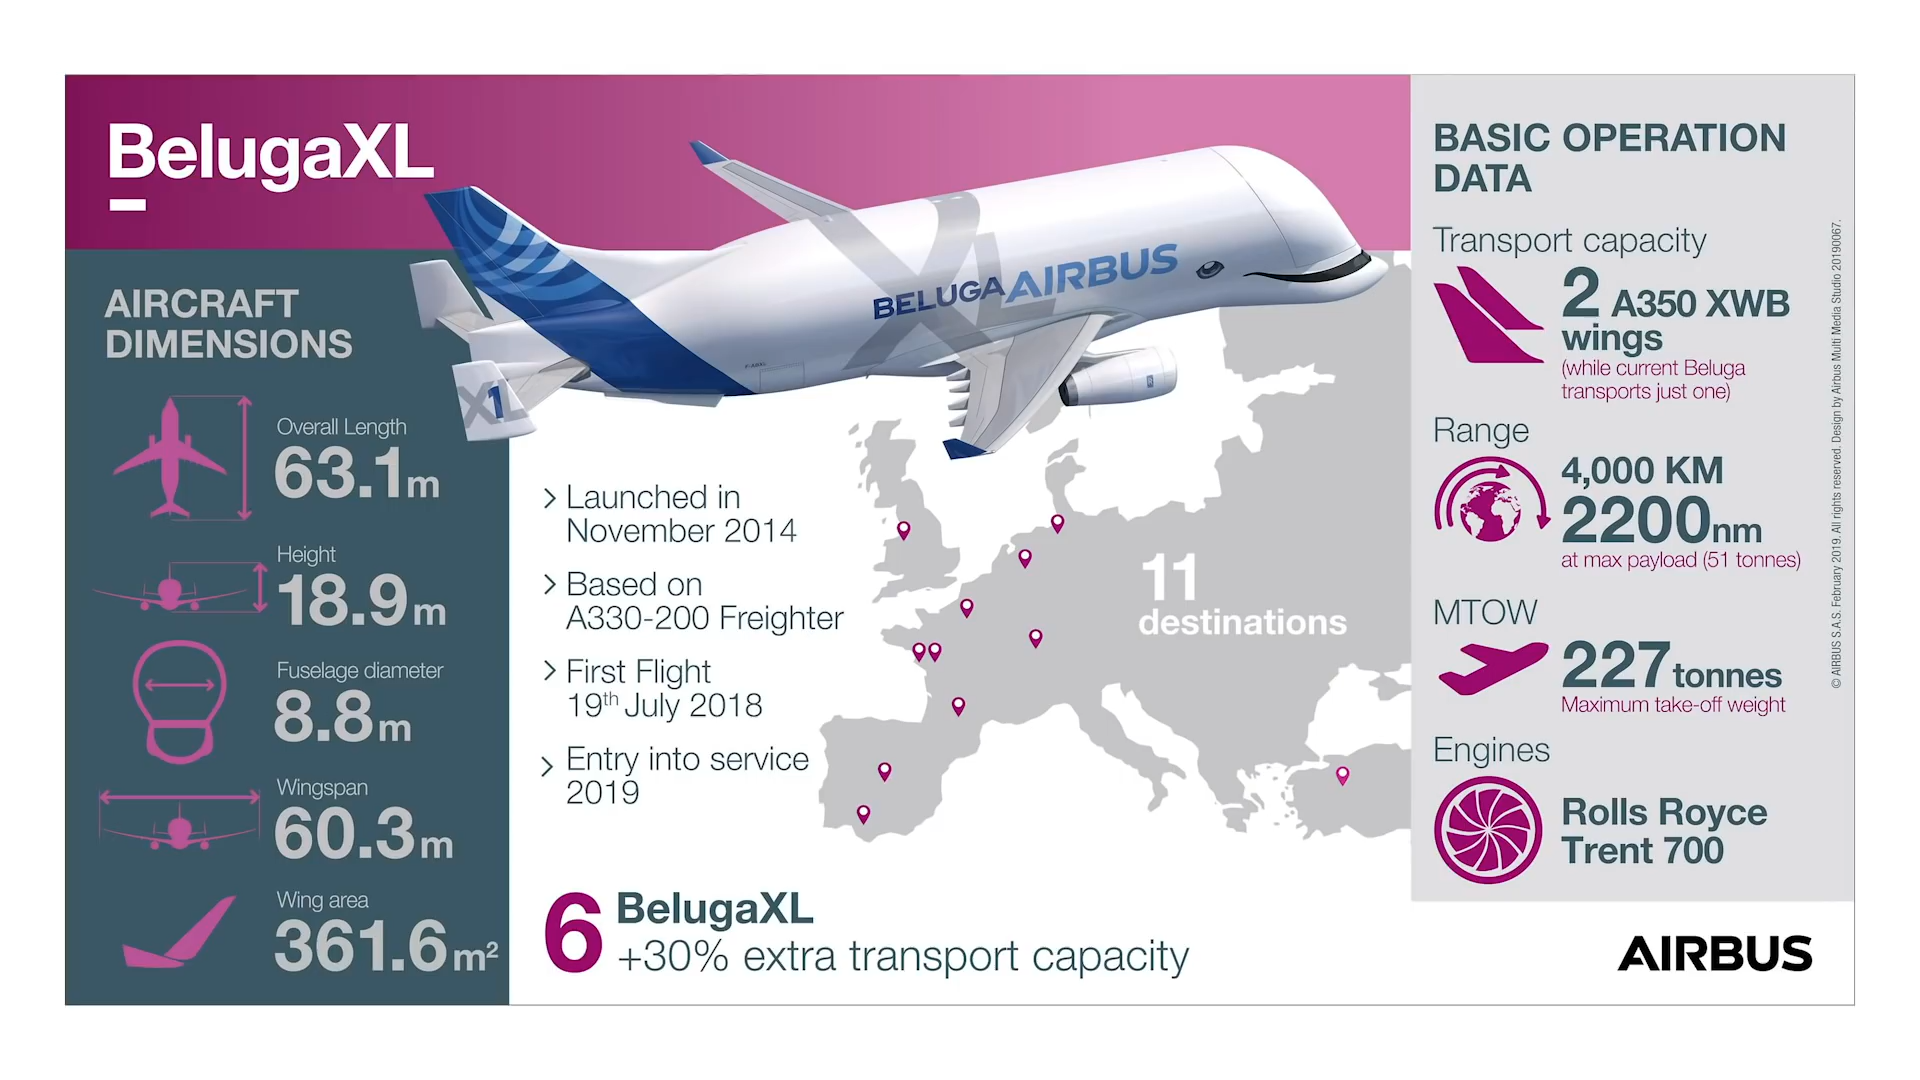 BelugaXL
AIRCRAFT
DIMENSIONS
Overall Length
63.1m
Height
18.9m
Fuselage diameter
8.8m
Wingspan
60.3m
Wing area
361.6m²
BELUGA AIRBUS
XL
XL
1
> Launched in
November 2014
> Based on
A330-200 Freighter
> First Flight
19th July 2018
> Entry into service
2019
11
destinations
6 BelugaXL
+30% extra transport capacity
BASIC OPERATION
DATA
Transport capacity
2 A350 XWB
wings
(while current Beluga
transports just one)
Range
4,000 KM
2200nm
at max payload (51 tonnes)
MTOW
227 tonnes
Maximum take-off weight
Engines
Rolls Royce
Trent 700
© AIRBUS S.A.S. February 2019. All rights reserved. Design by Airbus Multi Media Studio 20190067.
AIRBUS